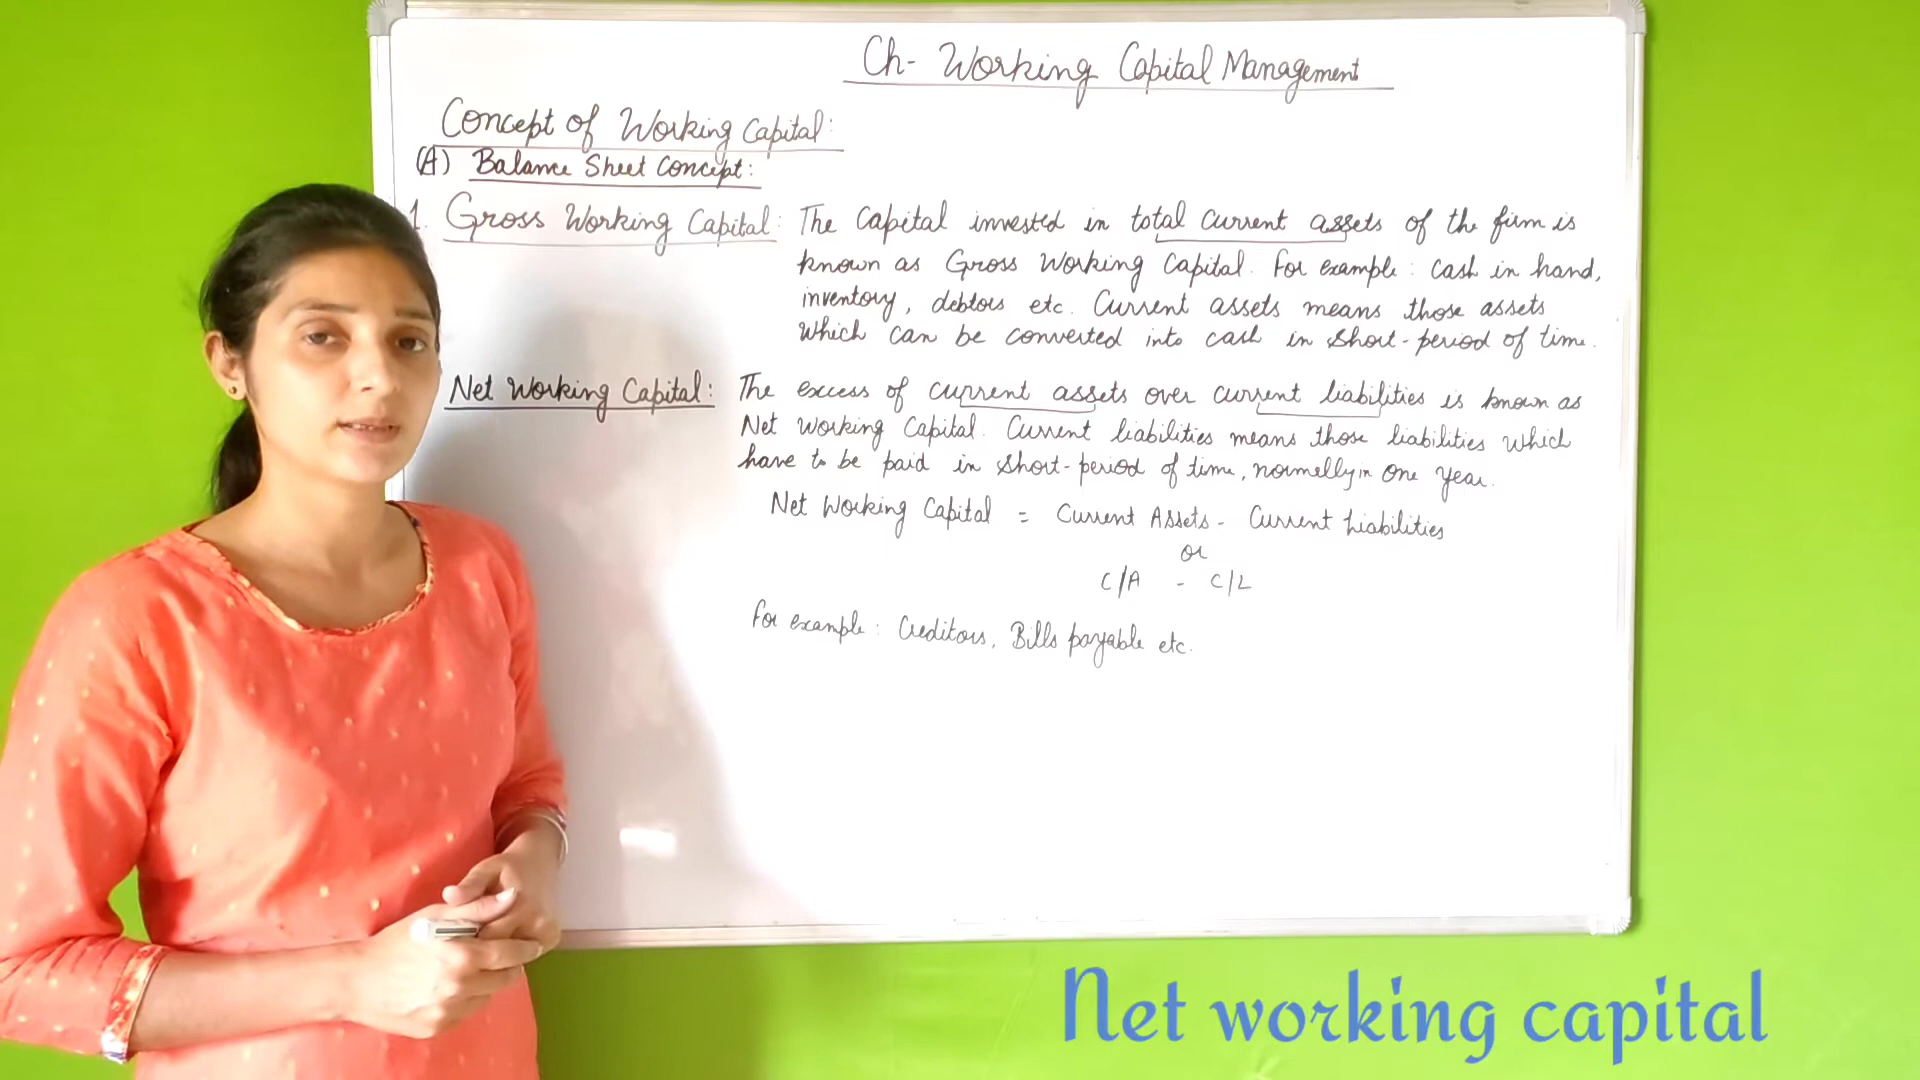 Ch- Working Capital Management
Concept of Working Capital:
(A) Balance Sheet Concept:
1. Gross Working Capital: The Capital invested in total current assets of the firm is
known as Gross Working Capital. For example: Cash in hand,
inventory, debtors etc. Current assets means those assets
which can be converted into cash in short-period of time.
Net Working Capital: The excess of current assets over current liabilities is known as
Net Working Capital. Current liabilities means those liabilities which
have to be paid in short-period of time, normelly in one year.
Net Working Capital = Current Assets - Current Liabilities
or
C/A - C/L
For example: Creditors, Bills payable etc.
Net working capital